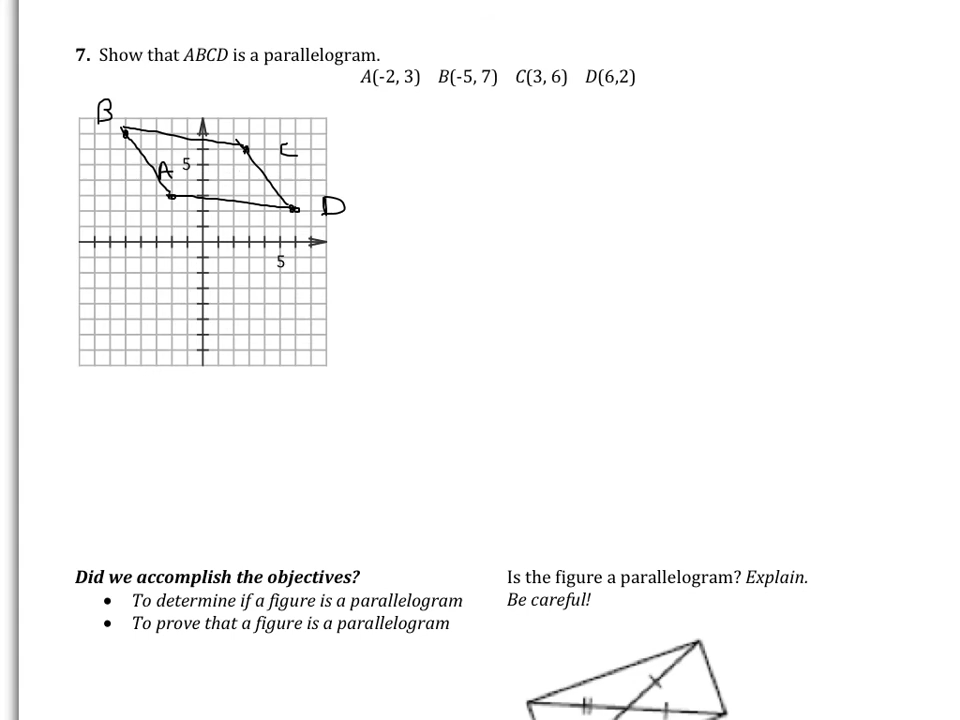 7. Show that ABCD is a parallelogram.
A(-2, 3) B(-5, 7) C(3, 6) D(6,2)
B
C
A 5
D
5
Did we accomplish the objectives?
• To determine if a figure is a parallelogram
• To prove that a figure is a parallelogram
Is the figure a parallelogram? Explain.
Be careful!